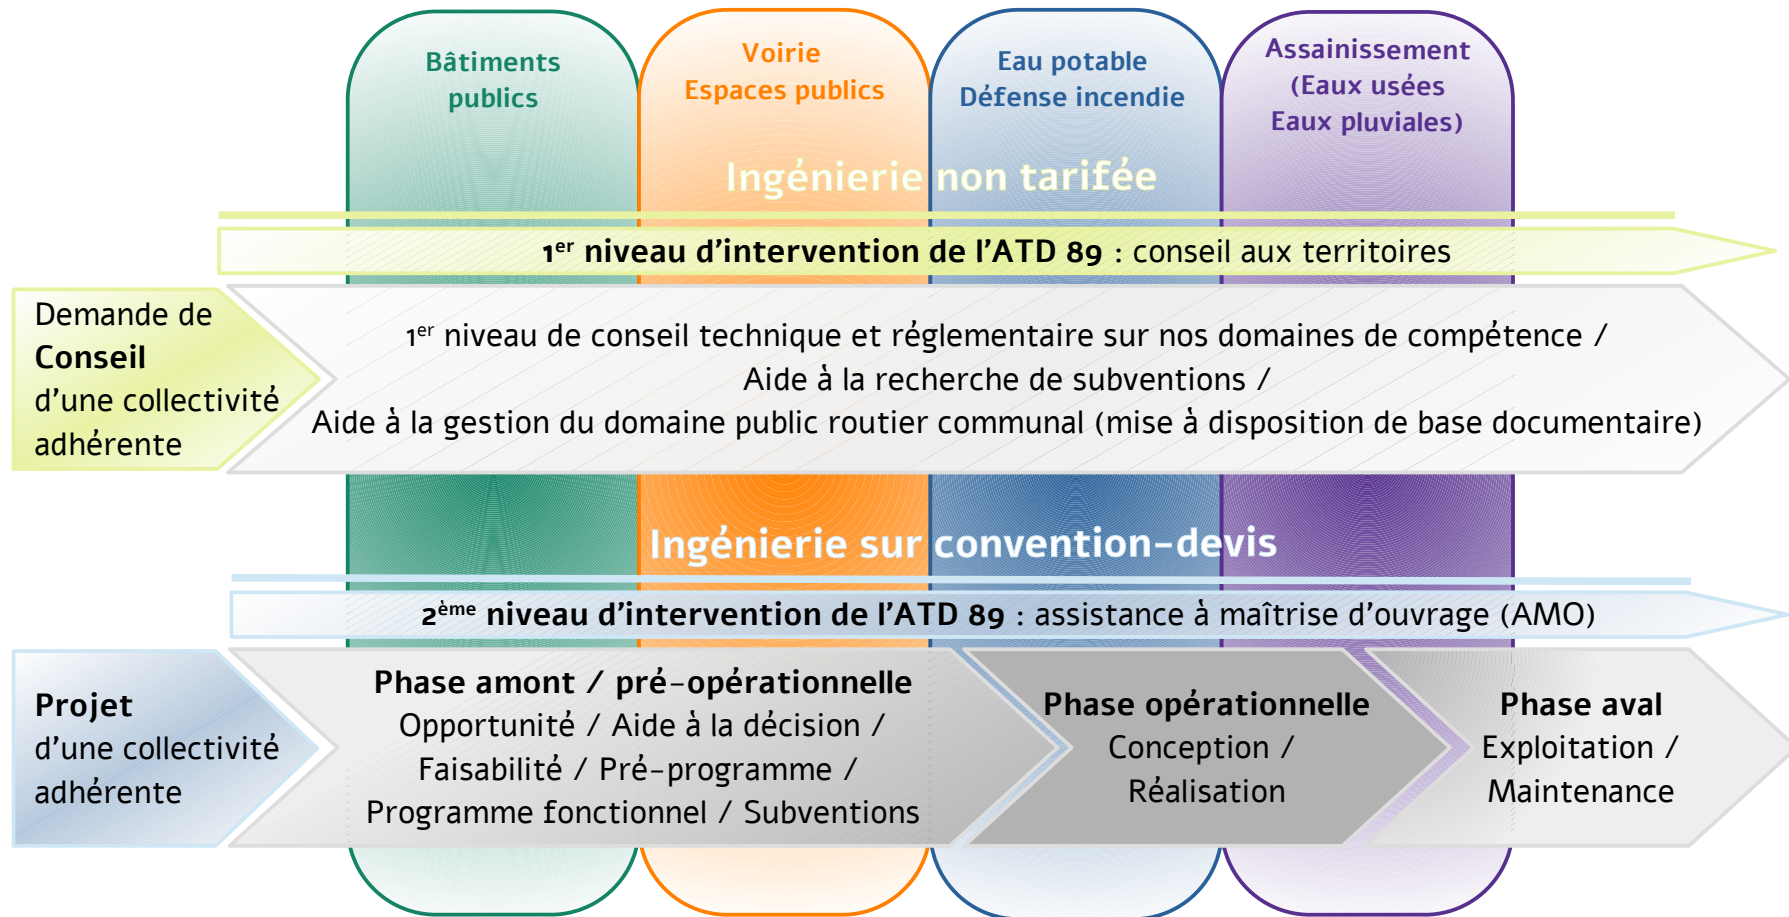 Bâtiments
publics
Voirie
Espaces publics
Eau potable
Défense incendie
Assainissement
(Eaux usées
Eaux pluviales)
Ingénierie non tarifée
1er niveau d'intervention de l'ATD 89 : conseil aux territoires
Demande de
Conseil
d'une collectivité
adhérente
1er niveau de conseil technique et réglementaire sur nos domaines de compétence /
Aide à la recherche de subventions /
Aide à la gestion du domaine public routier communal (mise à disposition de base documentaire)
Ingénierie sur convention-devis
2ème niveau d'intervention de l'ATD 89 : assistance à maîtrise d'ouvrage (AMO)
Projet
d'une collectivité
adhérente
Phase amont / pré-opérationnelle
Opportunité / Aide à la décision /
Faisabilité / Pré-programme /
Programme fonctionnel / Subventions
Phase opérationnelle
Conception /
Réalisation
Phase aval
Exploitation /
Maintenance